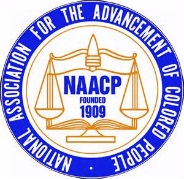 NATIONAL ASSOCIATION FOR THE ADVANCEMENT OF COLORED PEOPLE ·
NAACP
FOUNDED
1909